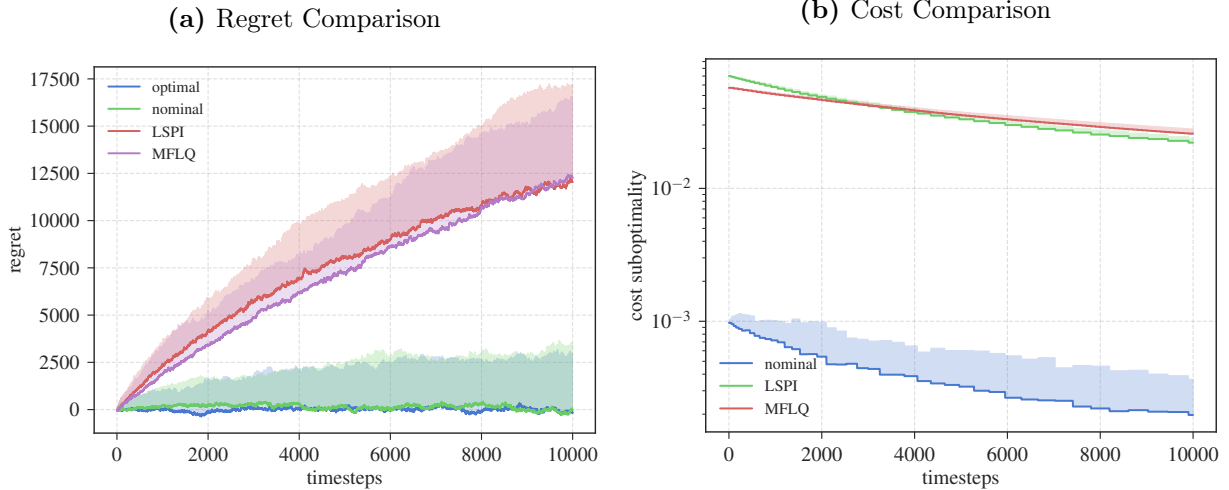 (a) Regret Comparison
17500
15000
12500
10000
7500
5000
2500
0
regret
optimal
nominal
LSPI
MFLQ
0 2000 4000 6000 8000 10000
timesteps
(b) Cost Comparison
10⁻²
10⁻³
cost suboptimality
nominal
LSPI
MFLQ
0 2000 4000 6000 8000 10000
timesteps